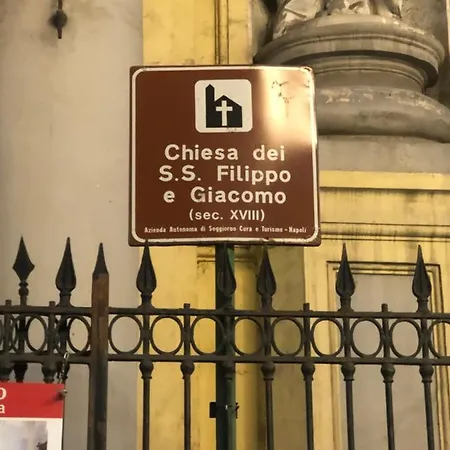 Chiesa dei
S.S. Filippo
e Giacomo
(sec. XVIII)
Azienda Autonoma di Soggiorno Cura e Turismo - Napoli
O
a